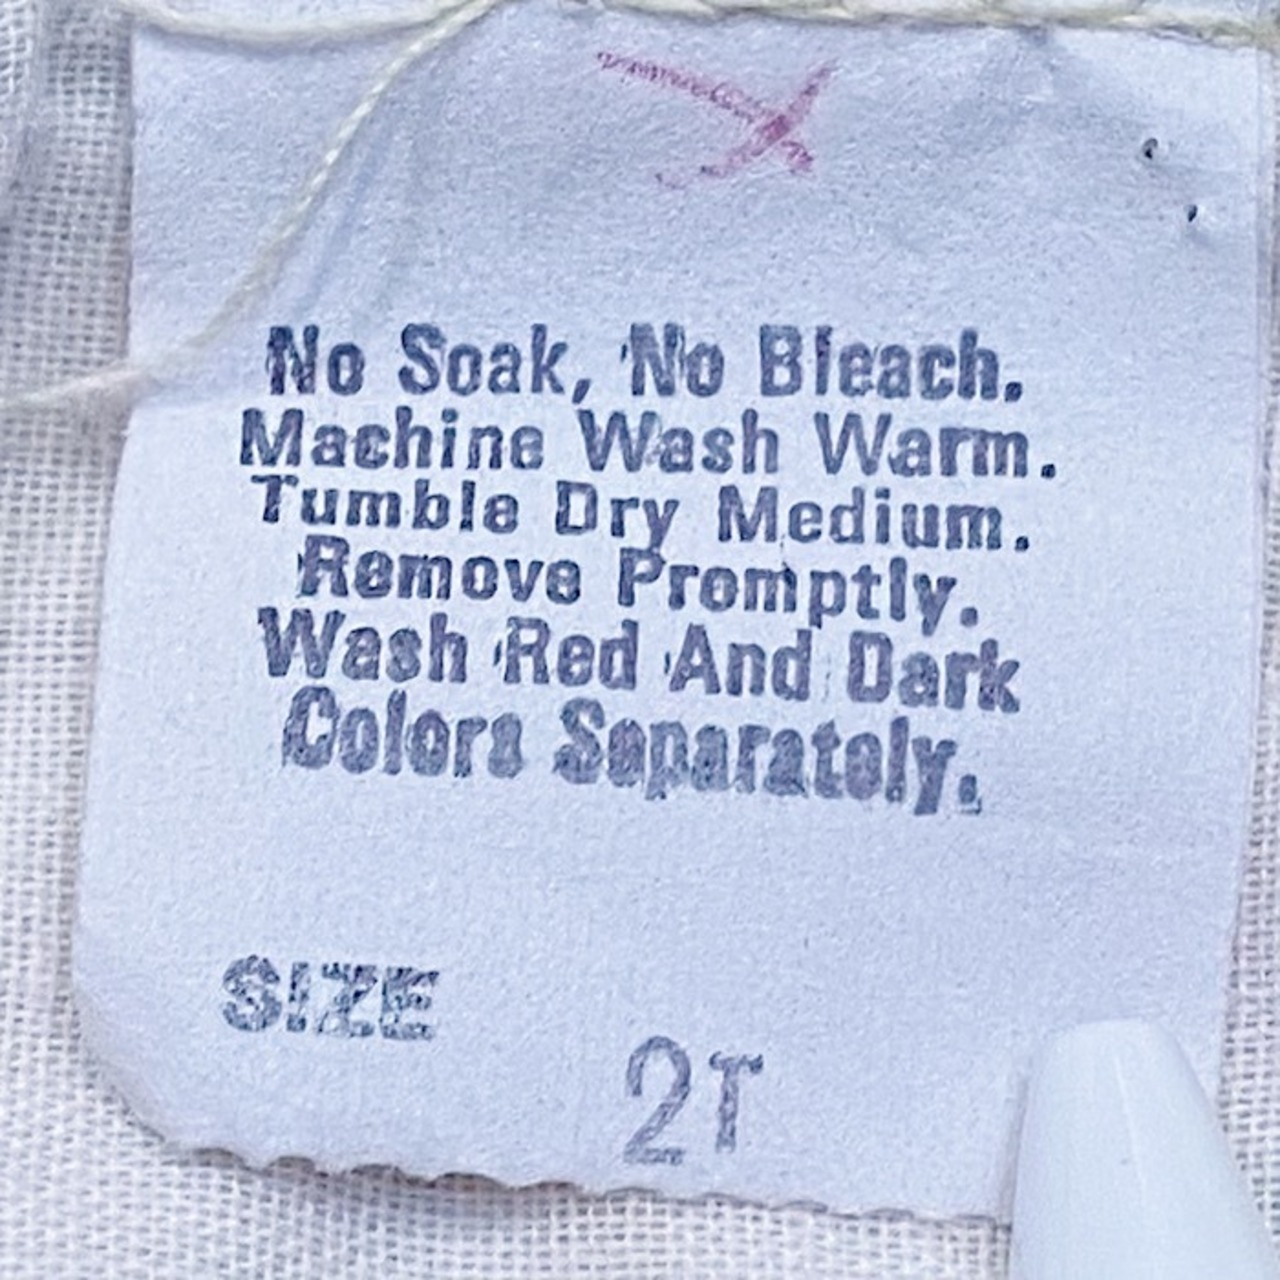 No Soak, No Bleach.
Machine Wash Warm.
Tumble Dry Medium.
Remove Promptly.
Wash Red And Dark
Colors Separately.
SIZE
2T